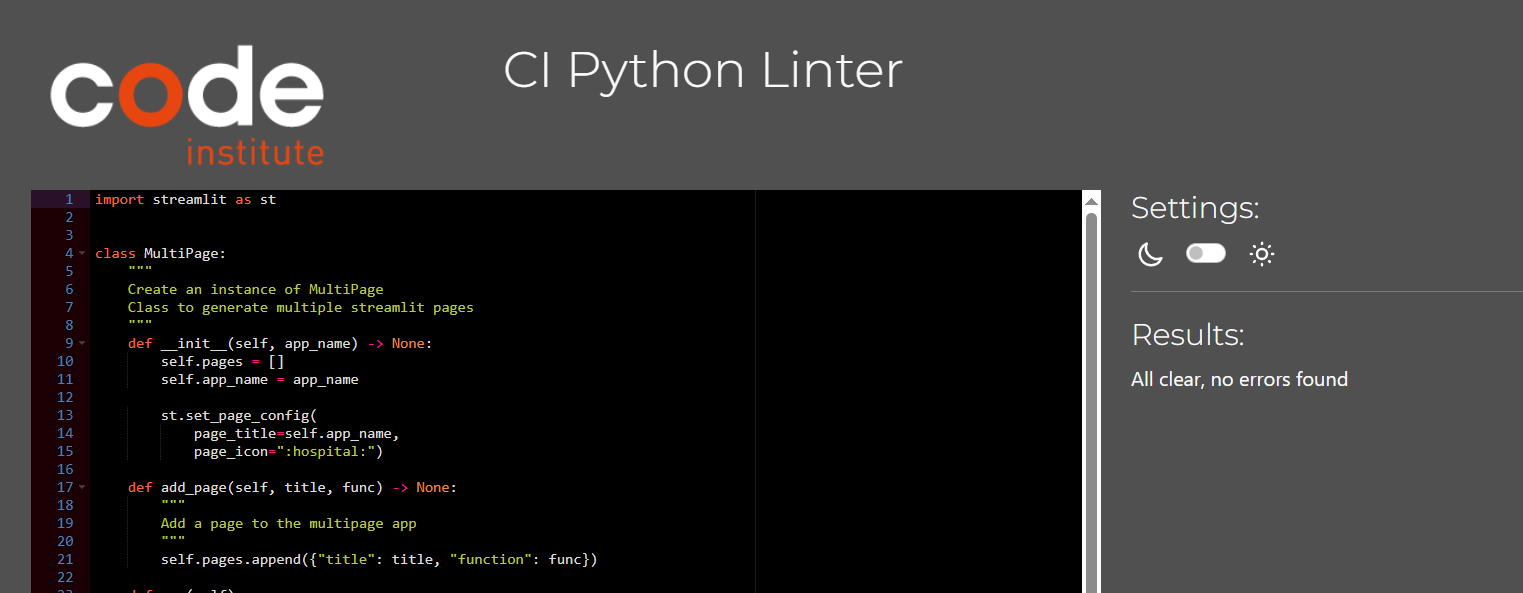 code
institute
CI Python Linter
1 import streamlit as st
2
3
4 class MultiPage:
5 """
6 Create an instance of MultiPage
7 Class to generate multiple streamlit pages
8 """
9 def __init__(self, app_name) -> None:
10 self.pages = []
11 self.app_name = app_name
12
13 st.set_page_config(
14 page_title=self.app_name,
15 page_icon=":hospital:")
16
17 def add_page(self, title, func) -> None:
18 """
19 Add a page to the multipage app
20 """
21 self.pages.append({"title": title, "function": func})
22
Settings:
Results:
All clear, no errors found